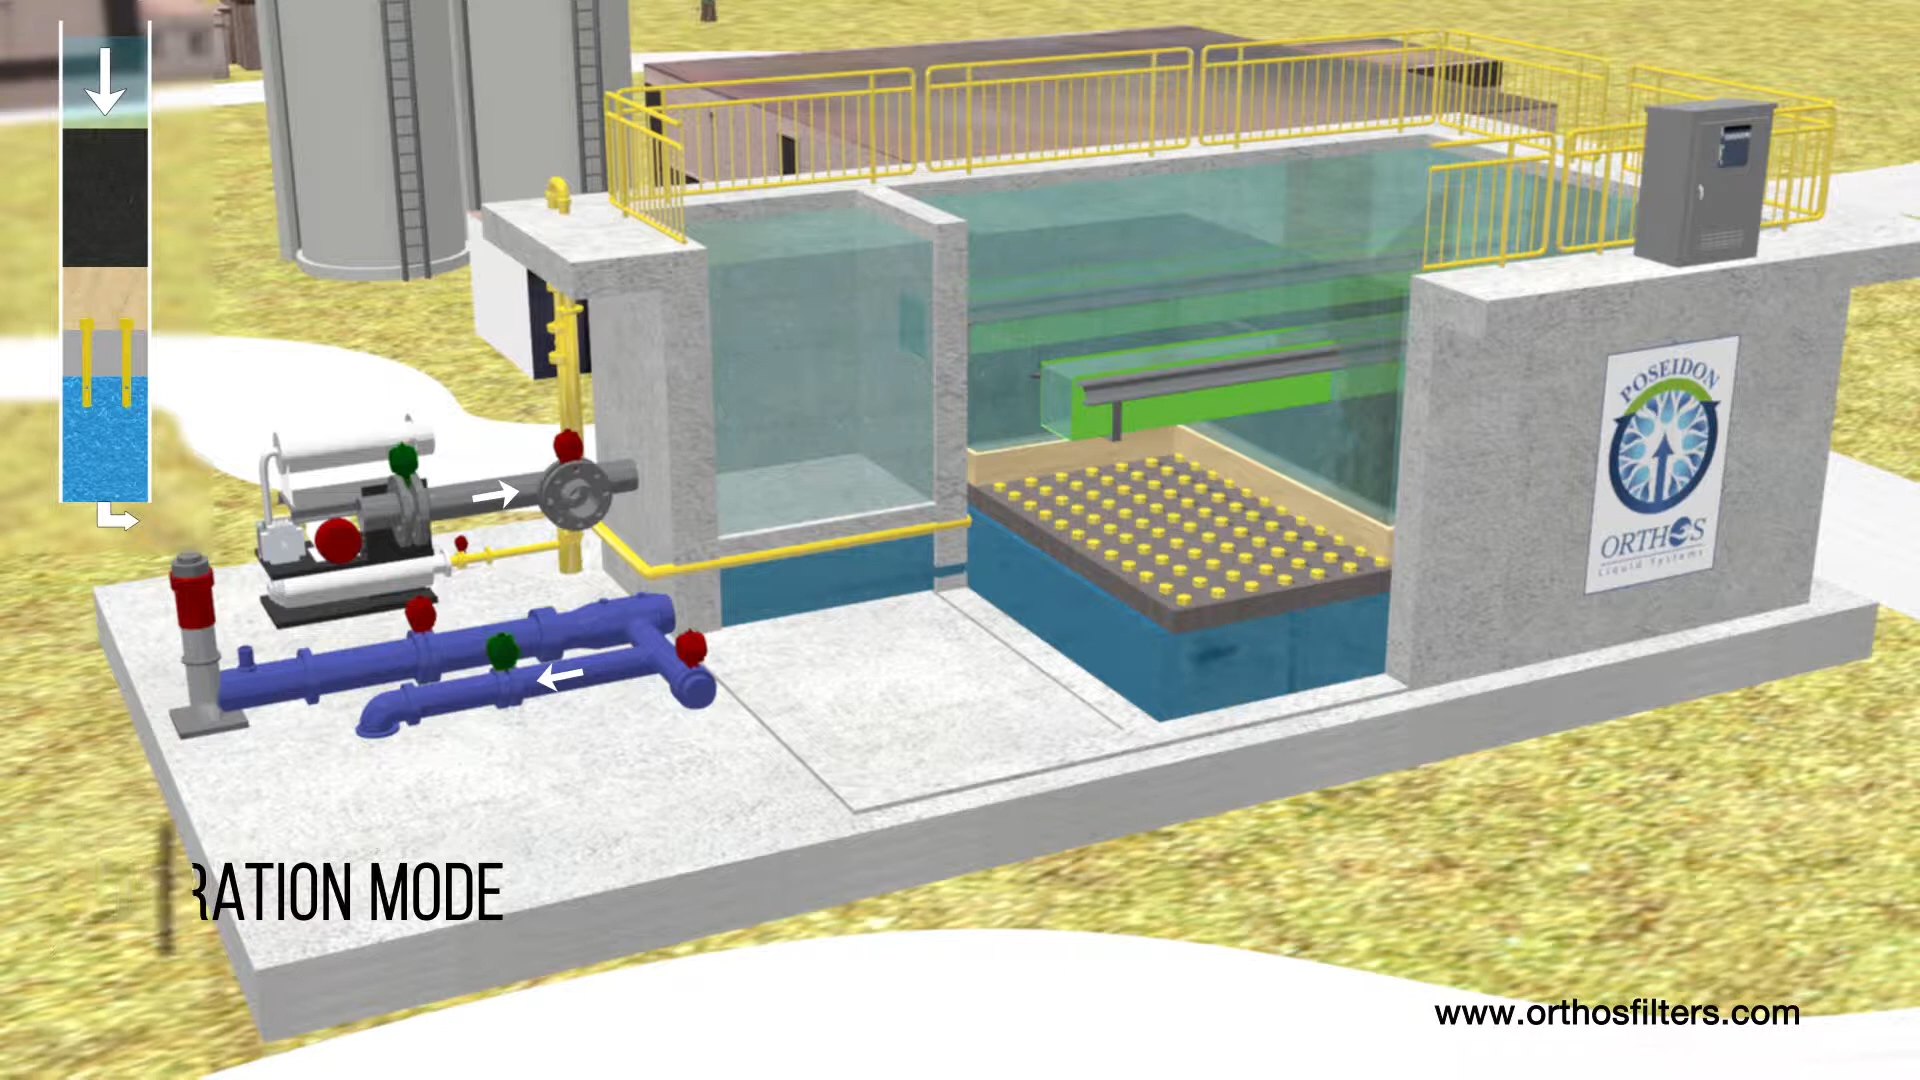 POSEIDON
ORTHOS
Liquid Systems
RATION MODE
www.orthosfilters.com